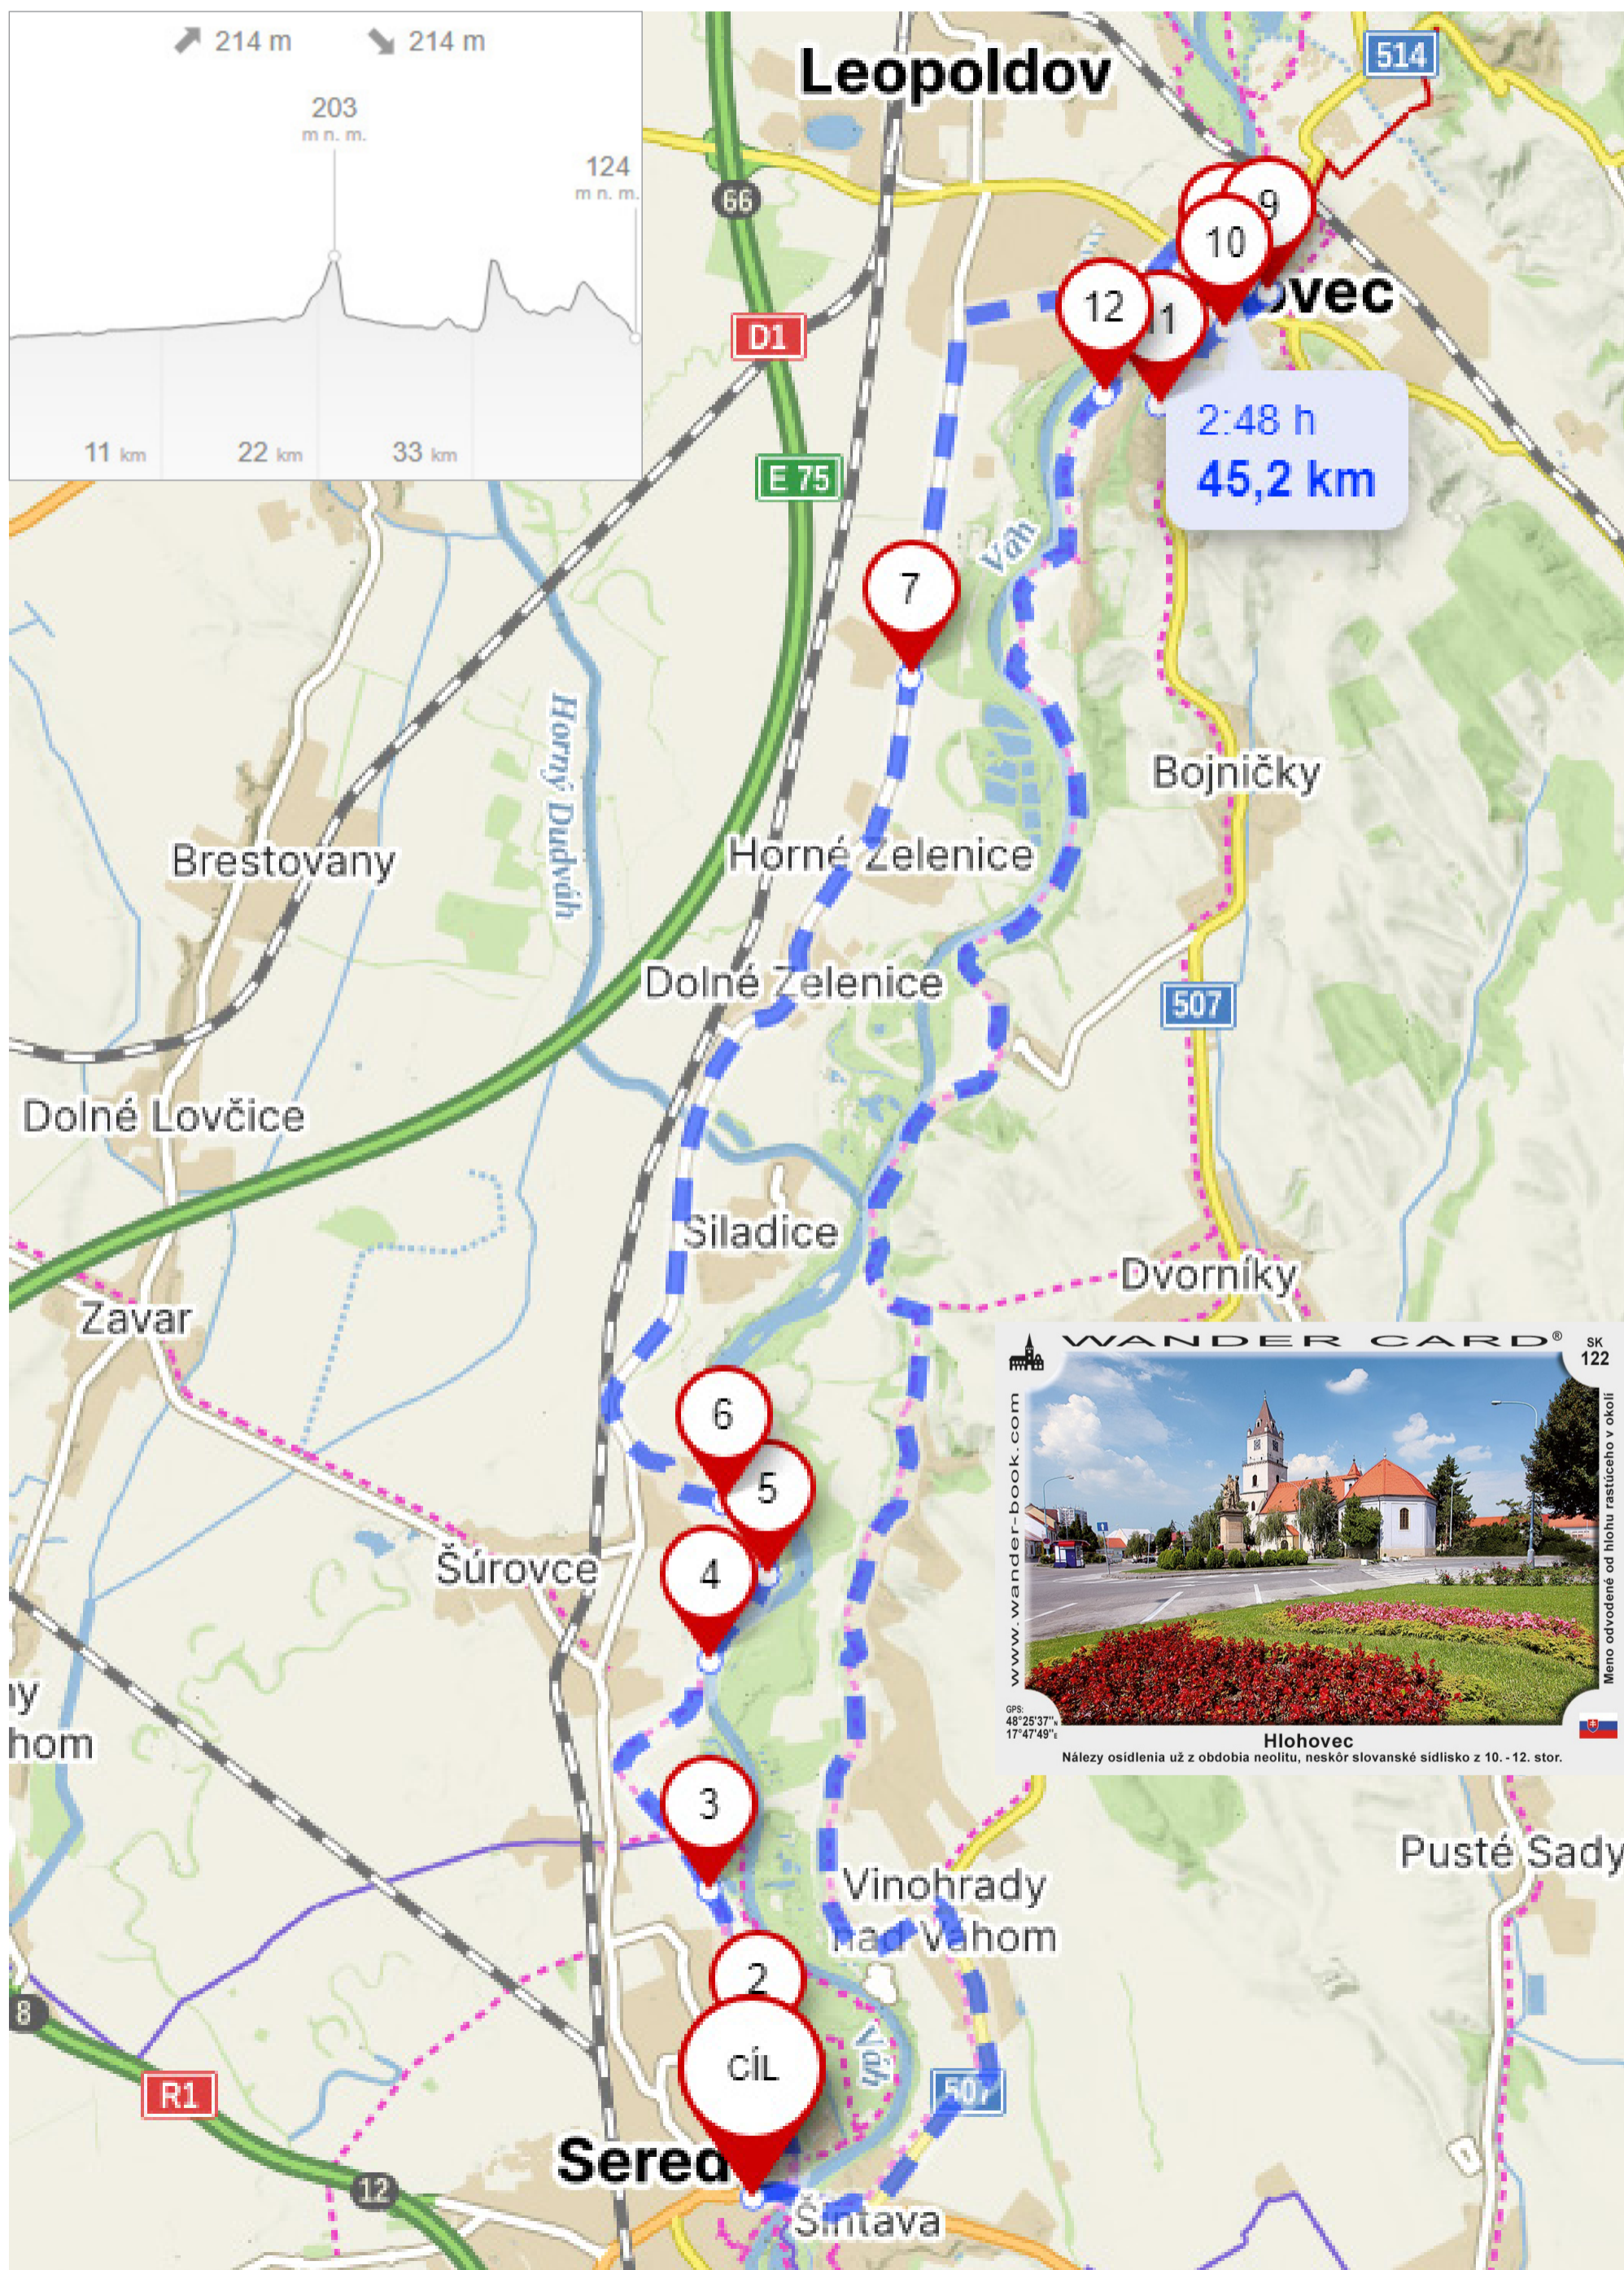 214 m 214 m
203
m n. m.
124
m n. m.
11 km 22 km 33 km
Leopoldov
514
66
9
10
12
11
ovec
D1
2:48 h
45,2 km
E 75
Váh
7
Horný Dudváh
Bojničky
Horné Zelenice
Brestovany
Dolné Zelenice
507
Dolné Lovčice
Siladice
Dvorníky
Zavar
WANDER CARD®
SK
122
www.wander-book.com
Meno odvodené od hlohu rastúceho v okolí
GPS:
48°25'37"N
17°47'49"E
Hlohovec
Nálezy osídlenia už z obdobia neolitu, neskôr slovanské sídlisko z 10. - 12. stor.
6
5
4
Šúrovce
ny
hom
3
Pusté Sady
Vinohrady
nad Váhom
2
8
CÍL
Váh
507
R1
Sered
12
Šintava